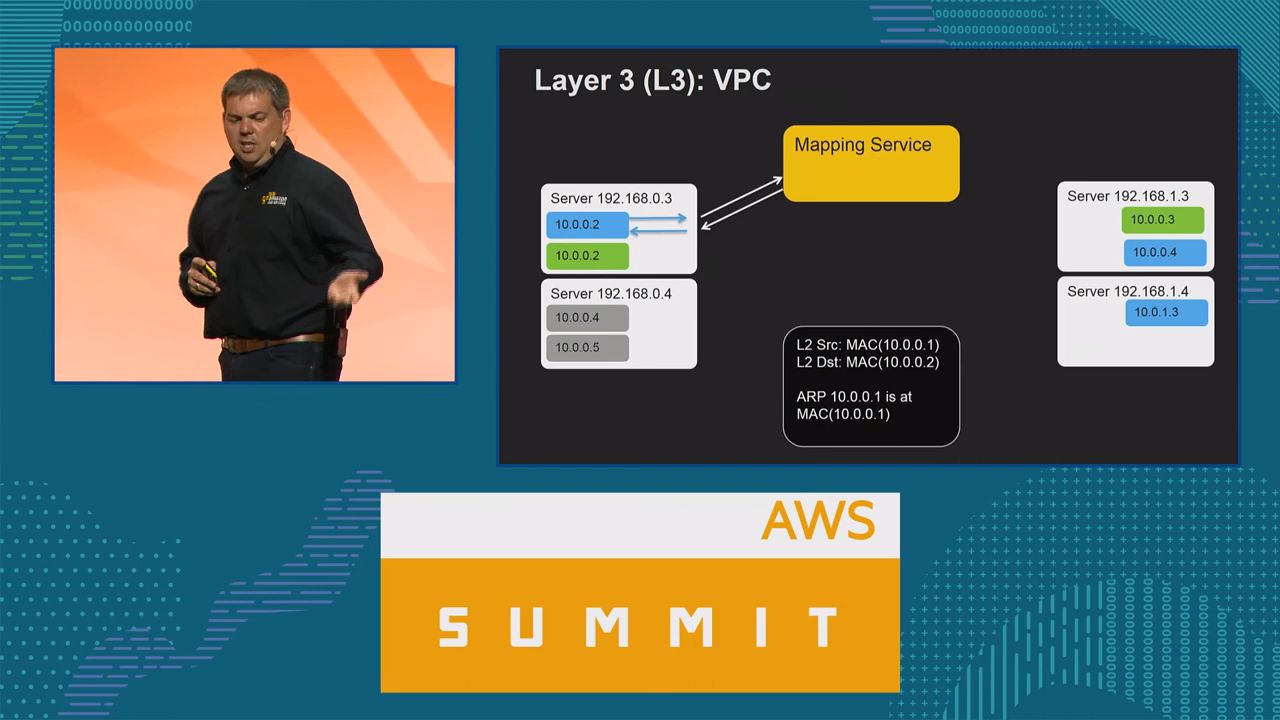 amazon
Layer 3 (L3): VPC
Mapping Service
Server 192.168.0.3
10.0.0.2
10.0.0.2
Server 192.168.0.4
10.0.0.4
10.0.0.5
Server 192.168.1.3
10.0.0.3
10.0.0.4
Server 192.168.1.4
10.0.1.3
L2 Src: MAC(10.0.0.1)
L2 Dst: MAC(10.0.0.2)
ARP 10.0.0.1 is at
MAC(10.0.0.1)
AWS
SUMMIT